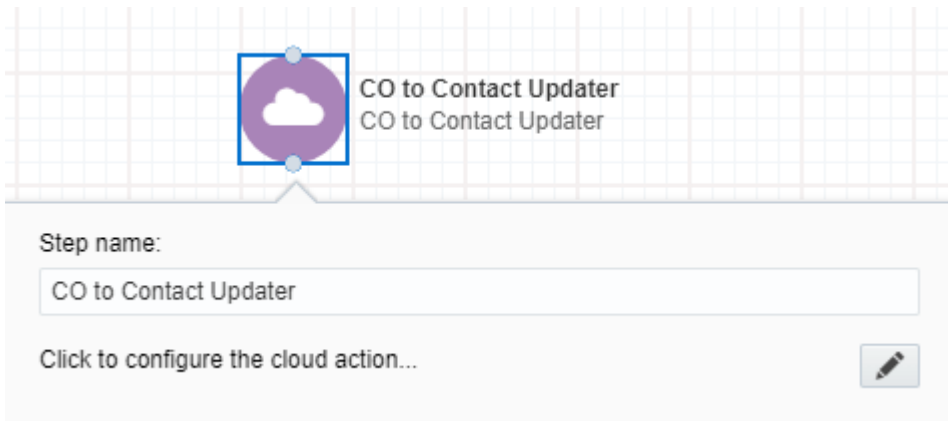 CO to Contact Updater
CO to Contact Updater
Step name:
CO to Contact Updater
Click to configure the cloud action...